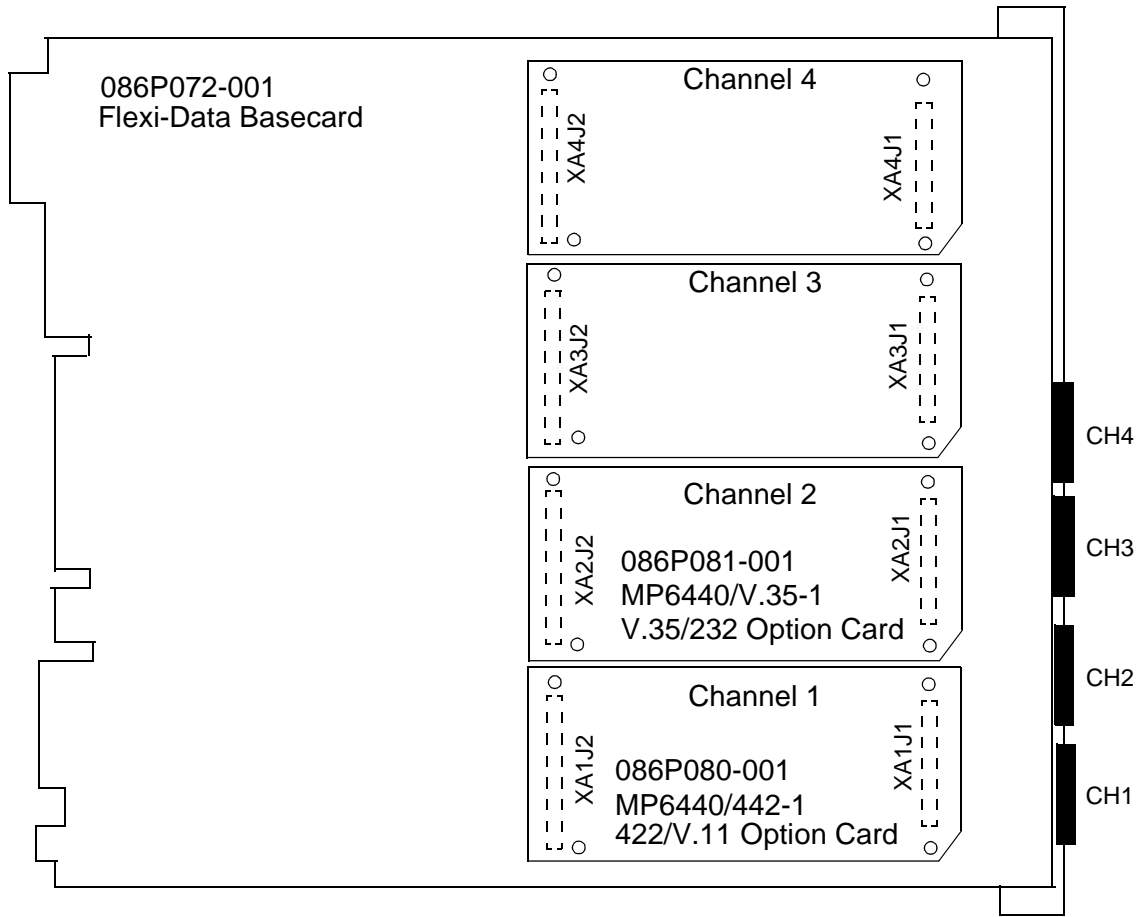 086P072-001
Flexi-Data Basecard
Channel 4
XA4J2
XA4J1
Channel 3
XA3J2
XA3J1
CH4
Channel 2
XA2J2
XA2J1
086P081-001
MP6440/V.35-1
V.35/232 Option Card
CH3
CH2
Channel 1
XA1J2
XA1J1
086P080-001
MP6440/442-1
422/V.11 Option Card
CH1